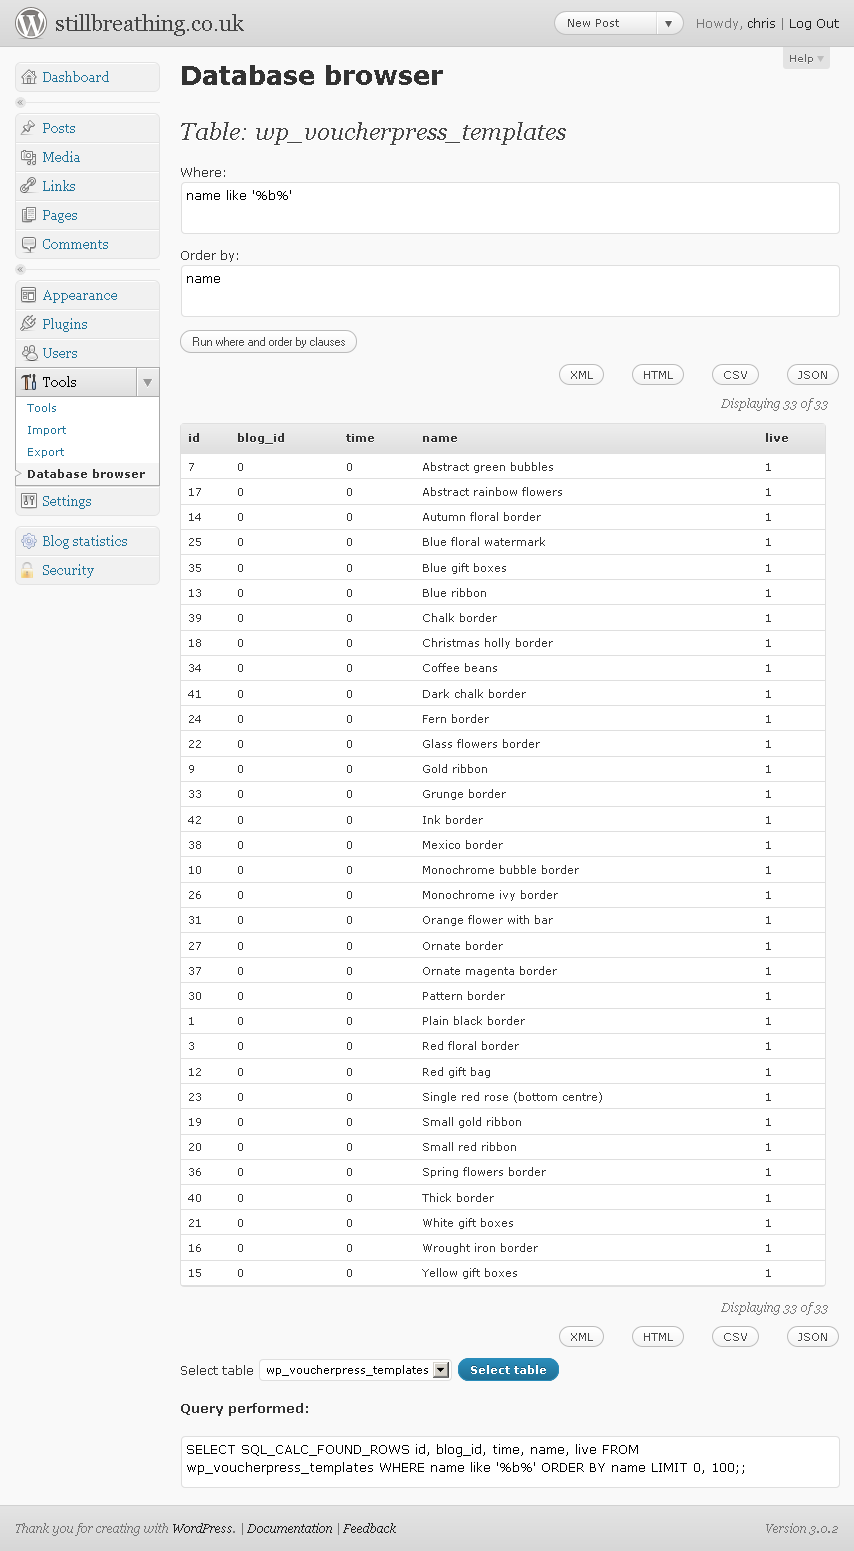 stillbreathing.co.uk
New Post ▼
Howdy, chris | Log Out
Help ▼
Dashboard
«
Posts
Media
Links
Pages
Comments
«
Appearance
Plugins
Users
Tools ▼
Tools
Import
Export
Database browser
Settings
Blog statistics
Security
Database browser
Table: wp_voucherpress_templates
Where:
name like '%b%'
Order by:
name
Run where and order by clauses
XML HTML CSV JSON
Displaying 33 of 33
id blog_id time name live
7 0 0 Abstract green bubbles 1
17 0 0 Abstract rainbow flowers 1
14 0 0 Autumn floral border 1
25 0 0 Blue floral watermark 1
35 0 0 Blue gift boxes 1
13 0 0 Blue ribbon 1
39 0 0 Chalk border 1
18 0 0 Christmas holly border 1
34 0 0 Coffee beans 1
41 0 0 Dark chalk border 1
24 0 0 Fern border 1
22 0 0 Glass flowers border 1
9 0 0 Gold ribbon 1
33 0 0 Grunge border 1
42 0 0 Ink border 1
38 0 0 Mexico border 1
10 0 0 Monochrome bubble border 1
26 0 0 Monochrome ivy border 1
31 0 0 Orange flower with bar 1
27 0 0 Ornate border 1
37 0 0 Ornate magenta border 1
30 0 0 Pattern border 1
1 0 0 Plain black border 1
3 0 0 Red floral border 1
12 0 0 Red gift bag 1
23 0 0 Single red rose (bottom centre) 1
19 0 0 Small gold ribbon 1
20 0 0 Small red ribbon 1
36 0 0 Spring flowers border 1
40 0 0 Thick border 1
21 0 0 White gift boxes 1
16 0 0 Wrought iron border 1
15 0 0 Yellow gift boxes 1
Displaying 33 of 33
XML HTML CSV JSON
Select table wp_voucherpress_templates Select table
Query performed:
SELECT SQL_CALC_FOUND_ROWS id, blog_id, time, name, live FROM
wp_voucherpress_templates WHERE name like '%b%' ORDER BY name LIMIT 0, 100;;
Thank you for creating with WordPress. | Documentation | Feedback
Version 3.0.2